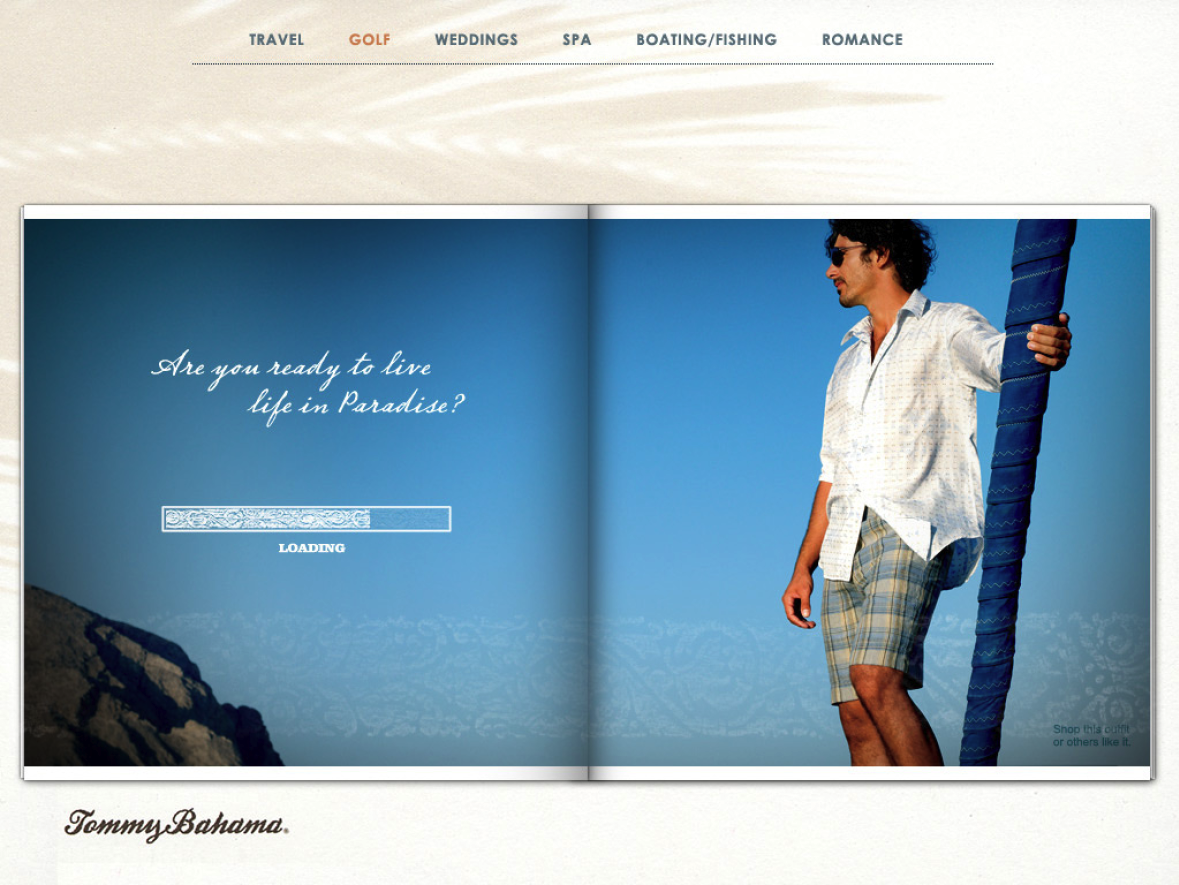 TRAVEL GOLF WEDDINGS SPA BOATING/FISHING ROMANCE
Are you ready to live
life in Paradise?
LOADING
Shop this outfit
or others like it.
Tommy Bahama®